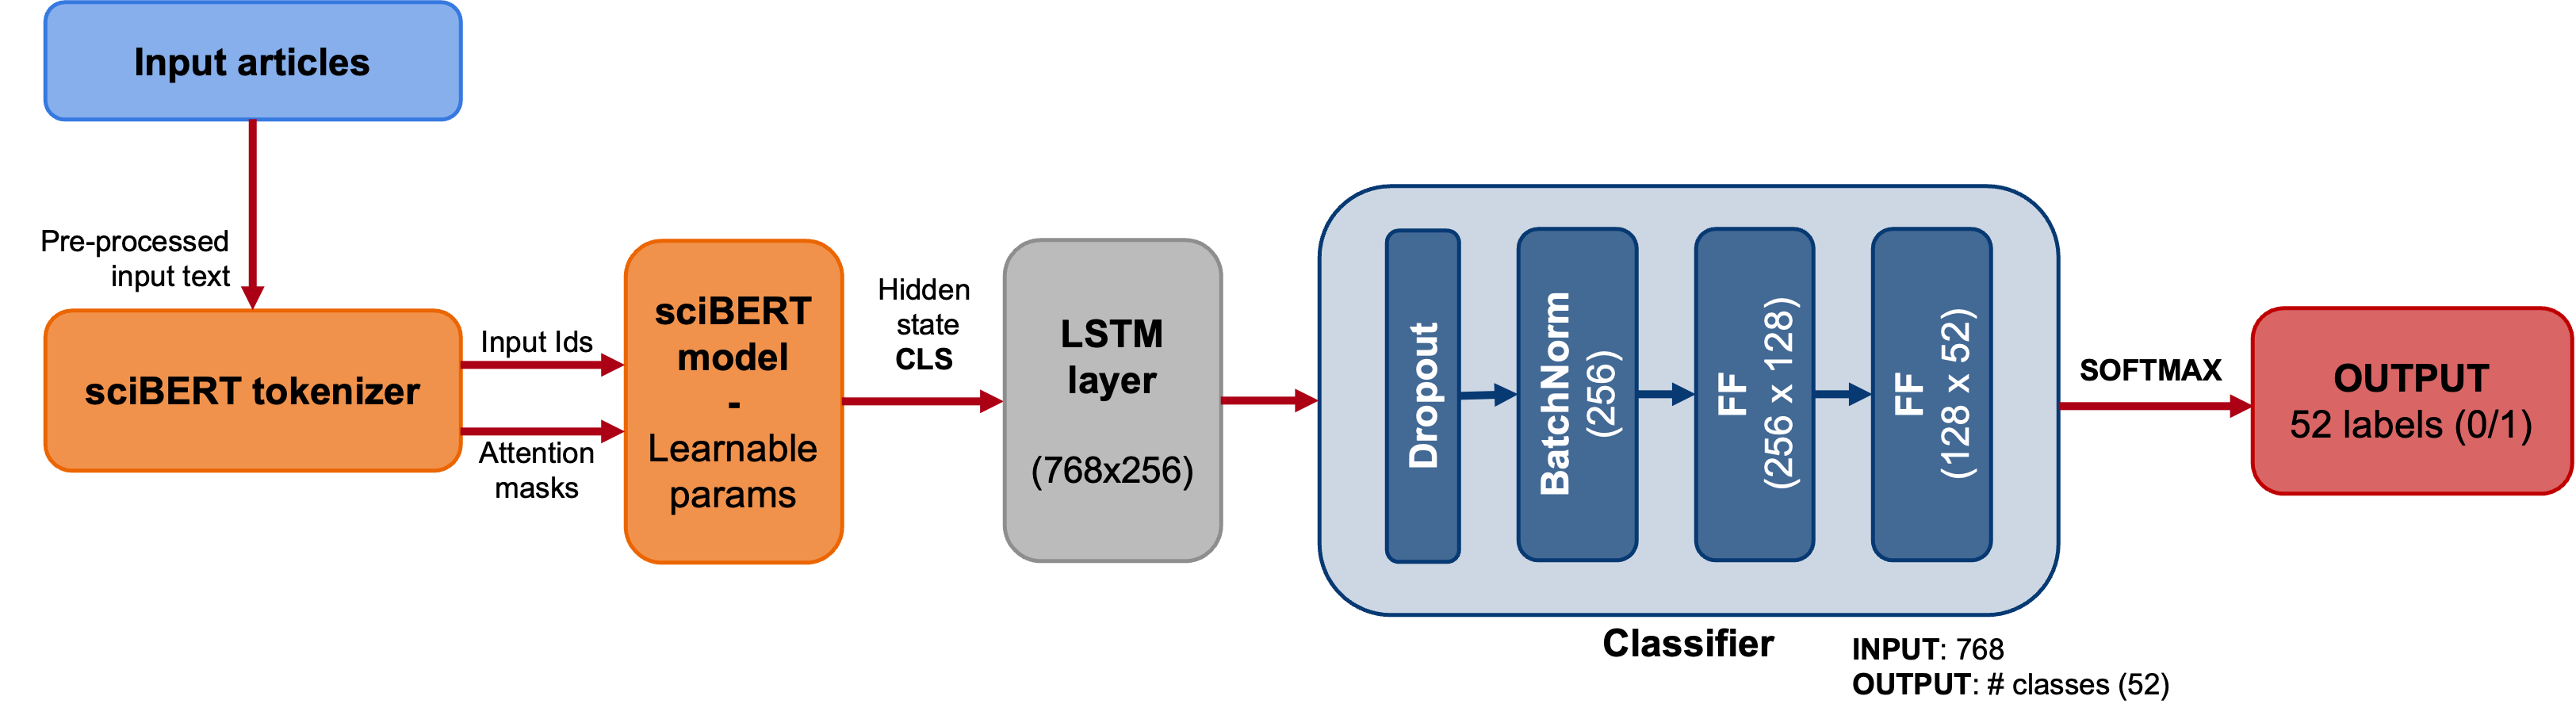 Input articles
Pre-processed
input text
sciBERT tokenizer
Input Ids
Attention
masks
sciBERT
model
-
Learnable
params
Hidden
state
CLS
LSTM
layer
(768x256)
Dropout
BatchNorm
(256)
FF
(256 x 128)
FF
(128 x 52)
Classifier
INPUT: 768
OUTPUT: # classes (52)
SOFTMAX
OUTPUT
52 labels (0/1)